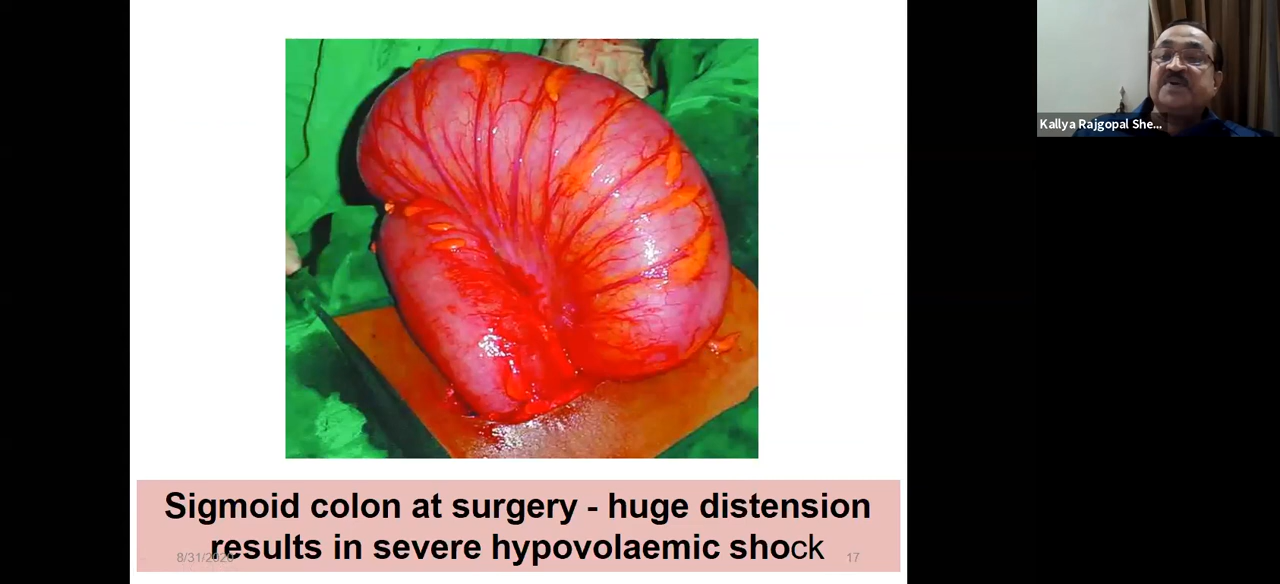 Kallya Rajgopal She...
Sigmoid colon at surgery - huge distension
results in severe hypovolaemic shock
8/31/2020
17